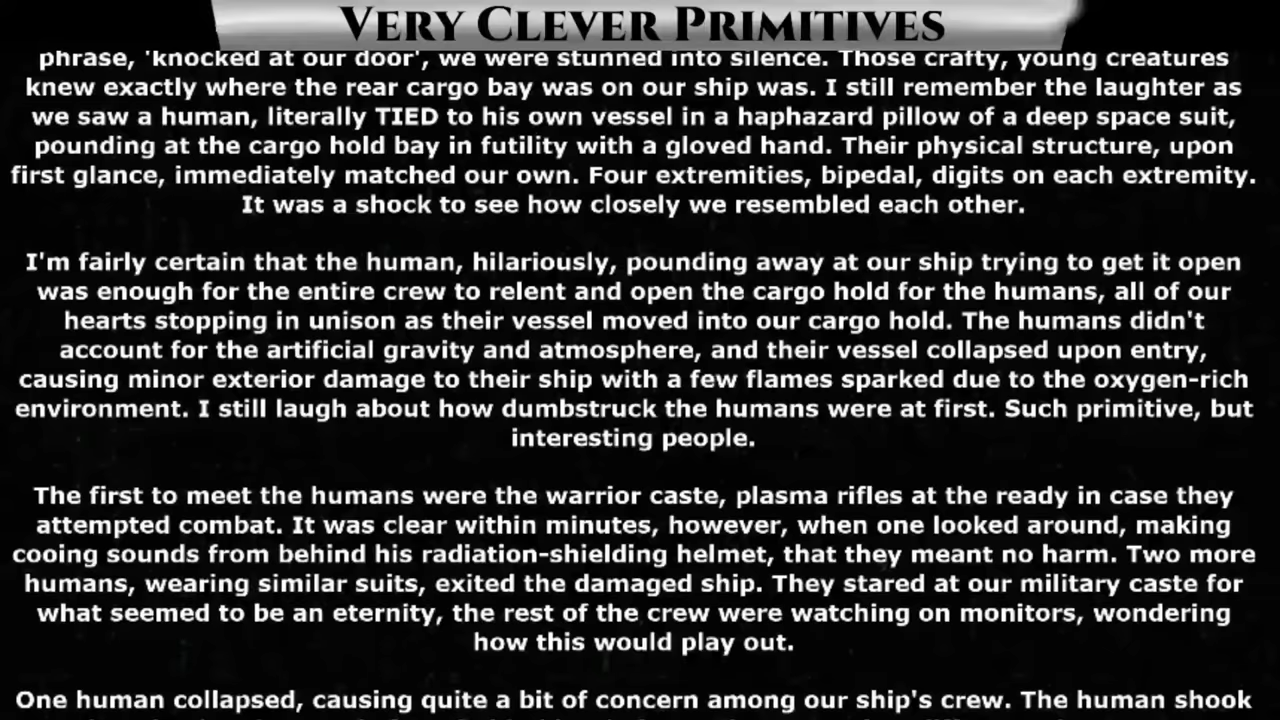 VERY CLEVER PRIMITIVES
phrase, 'knocked at our door', we were stunned into silence. Those crafty, young creatures
knew exactly where the rear cargo bay was on our ship was. I still remember the laughter as
we saw a human, literally TIED to his own vessel in a haphazard pillow of a deep space suit,
pounding at the cargo hold bay in futility with a gloved hand. Their physical structure, upon
first glance, immediately matched our own. Four extremities, bipedal, digits on each extremity.
It was a shock to see how closely we resembled each other.
I'm fairly certain that the human, hilariously, pounding away at our ship trying to get it open
was enough for the entire crew to relent and open the cargo hold for the humans, all of our
hearts stopping in unison as their vessel moved into our cargo hold. The humans didn't
account for the artificial gravity and atmosphere, and their vessel collapsed upon entry,
causing minor exterior damage to their ship with a few flames sparked due to the oxygen-rich
environment. I still laugh about how dumbstruck the humans were at first. Such primitive, but
interesting people.
The first to meet the humans were the warrior caste, plasma rifles at the ready in case they
attempted combat. It was clear within minutes, however, when one looked around, making
cooing sounds from behind his radiation-shielding helmet, that they meant no harm. Two more
humans, wearing similar suits, exited the damaged ship. They stared at our military caste for
what seemed to be an eternity, the rest of the crew were watching on monitors, wondering
how this would play out.
One human collapsed, causing quite a bit of concern among our ship's crew. The human shook